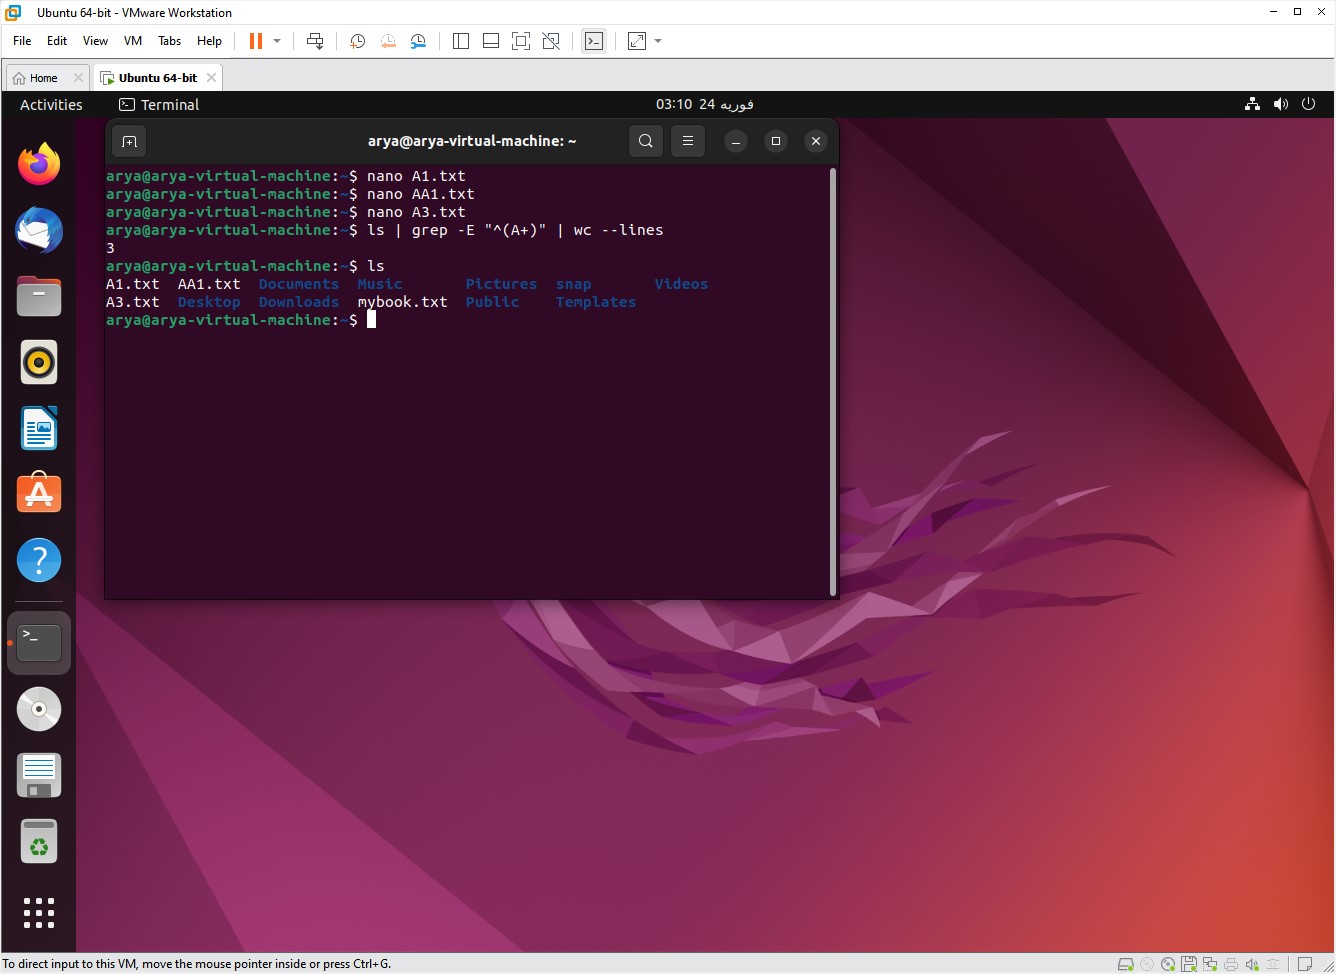 Ubuntu 64-bit - VMware Workstation
File Edit View VM Tabs Help
Home Ubuntu 64-bit
Activities Terminal 03:10 24 فوریه
arya@arya-virtual-machine: ~
arya@arya-virtual-machine:~$ nano A1.txt
arya@arya-virtual-machine:~$ nano AA1.txt
arya@arya-virtual-machine:~$ nano A3.txt
arya@arya-virtual-machine:~$ ls | grep -E "^(A+)" | wc --lines
3
arya@arya-virtual-machine:~$ ls
A1.txt AA1.txt Documents Music Pictures snap Videos
A3.txt Desktop Downloads mybook.txt Public Templates
arya@arya-virtual-machine:~$
To direct input to this VM, move the mouse pointer inside or press Ctrl+G.